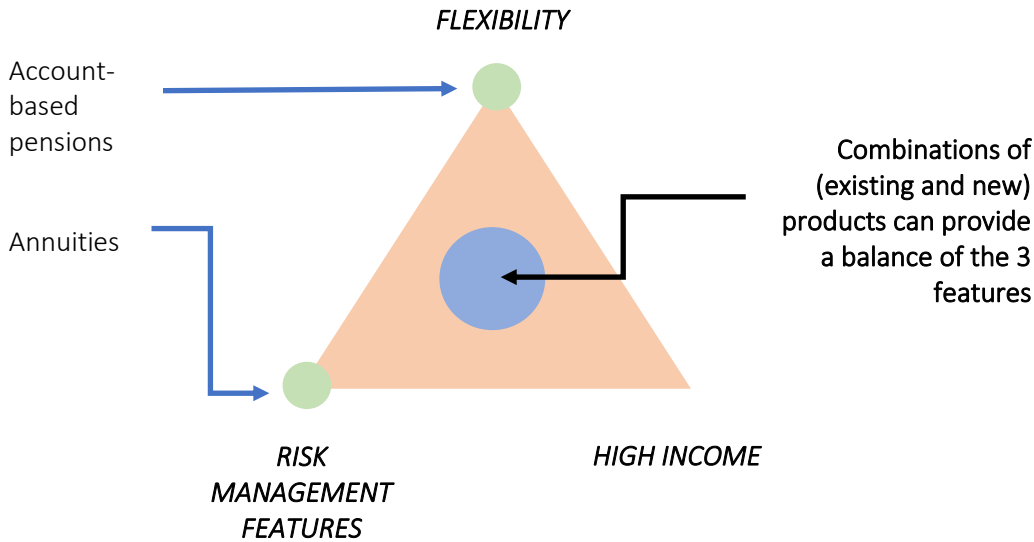 FLEXIBILITY
Account-
based
pensions
Combinations of
(existing and new)
products can provide
a balance of the 3
features
Annuities
RISK
MANAGEMENT
FEATURES
HIGH INCOME